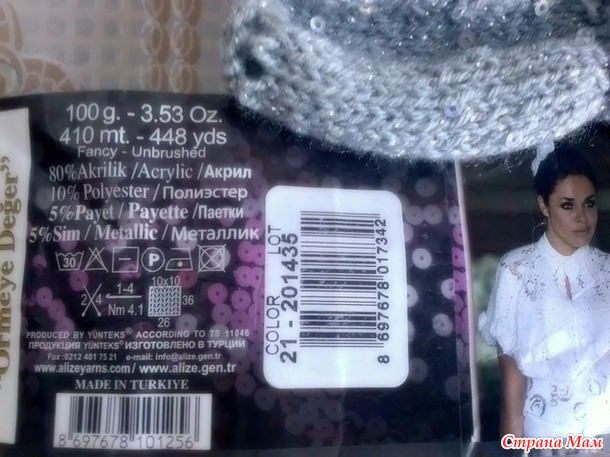 "Örmeye Değer"
100 g. - 3.53 Oz.
410 mt. - 448 yds
Fancy - Unbrushed
80%Akrilik /Acrylic /Акрил
10% Polyester /Полиэстер
5% Payet / Payette /Паетки
5%Sim / Metallic / Металлик
30 P
10x10
2 4 1-4 36
Nm 4.1
26
PRODUCED BY YÜNTEKS® ACCORDING TO TS 11846
ПРОДУКЦИЯ YÜNTEKS® ИЗГОТОВЛЕНО В ТУРЦИИ
Fax : 0212 481 75 21 e-mail : info@alize.gen.tr
www.alizeyarns.com / www.alize.gen.tr
MADE IN TURKIYE
8 697678 101256
COLOR LOT
21 - 201435
8 697678 017342
Страна Мам